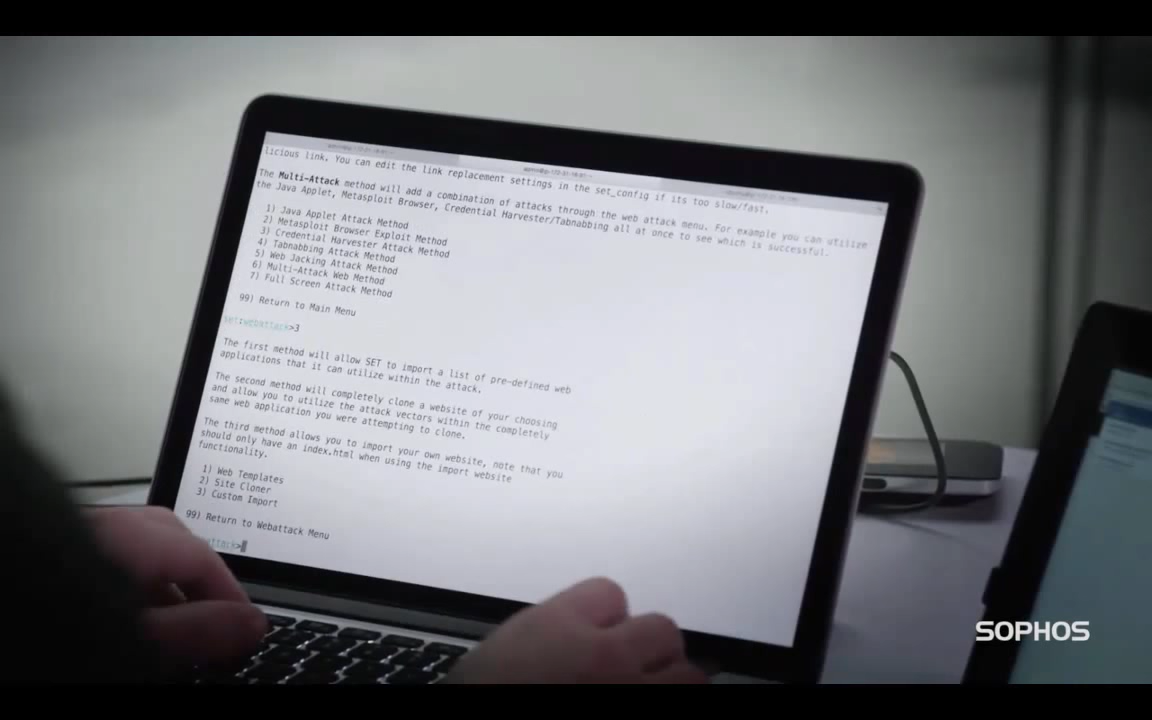 licious link. You can edit the link replacement settings in the set_config if its too slow/fast.
The Multi-Attack method will add a combination of attacks through the web attack menu. For example you can utilize
the Java Applet, Metasploit Browser, Credential Harvester/Tabnabbing all at once to see which is successful.
1) Java Applet Attack Method
2) Metasploit Browser Exploit Method
3) Credential Harvester Attack Method
4) Tabnabbing Attack Method
5) Web Jacking Attack Method
6) Multi-Attack Web Method
7) Full Screen Attack Method
99) Return to Main Menu
set:webattack>3
The first method will allow SET to import a list of pre-defined web
applications that it can utilize within the attack.
The second method will completely clone a website of your choosing
and allow you to utilize the attack vectors within the completely
same web application you were attempting to clone.
The third method allows you to import your own website, note that you
should only have an index.html when using the import website
functionality.
1) Web Templates
2) Site Cloner
3) Custom Import
99) Return to Webattack Menu
attack>
SOPHOS